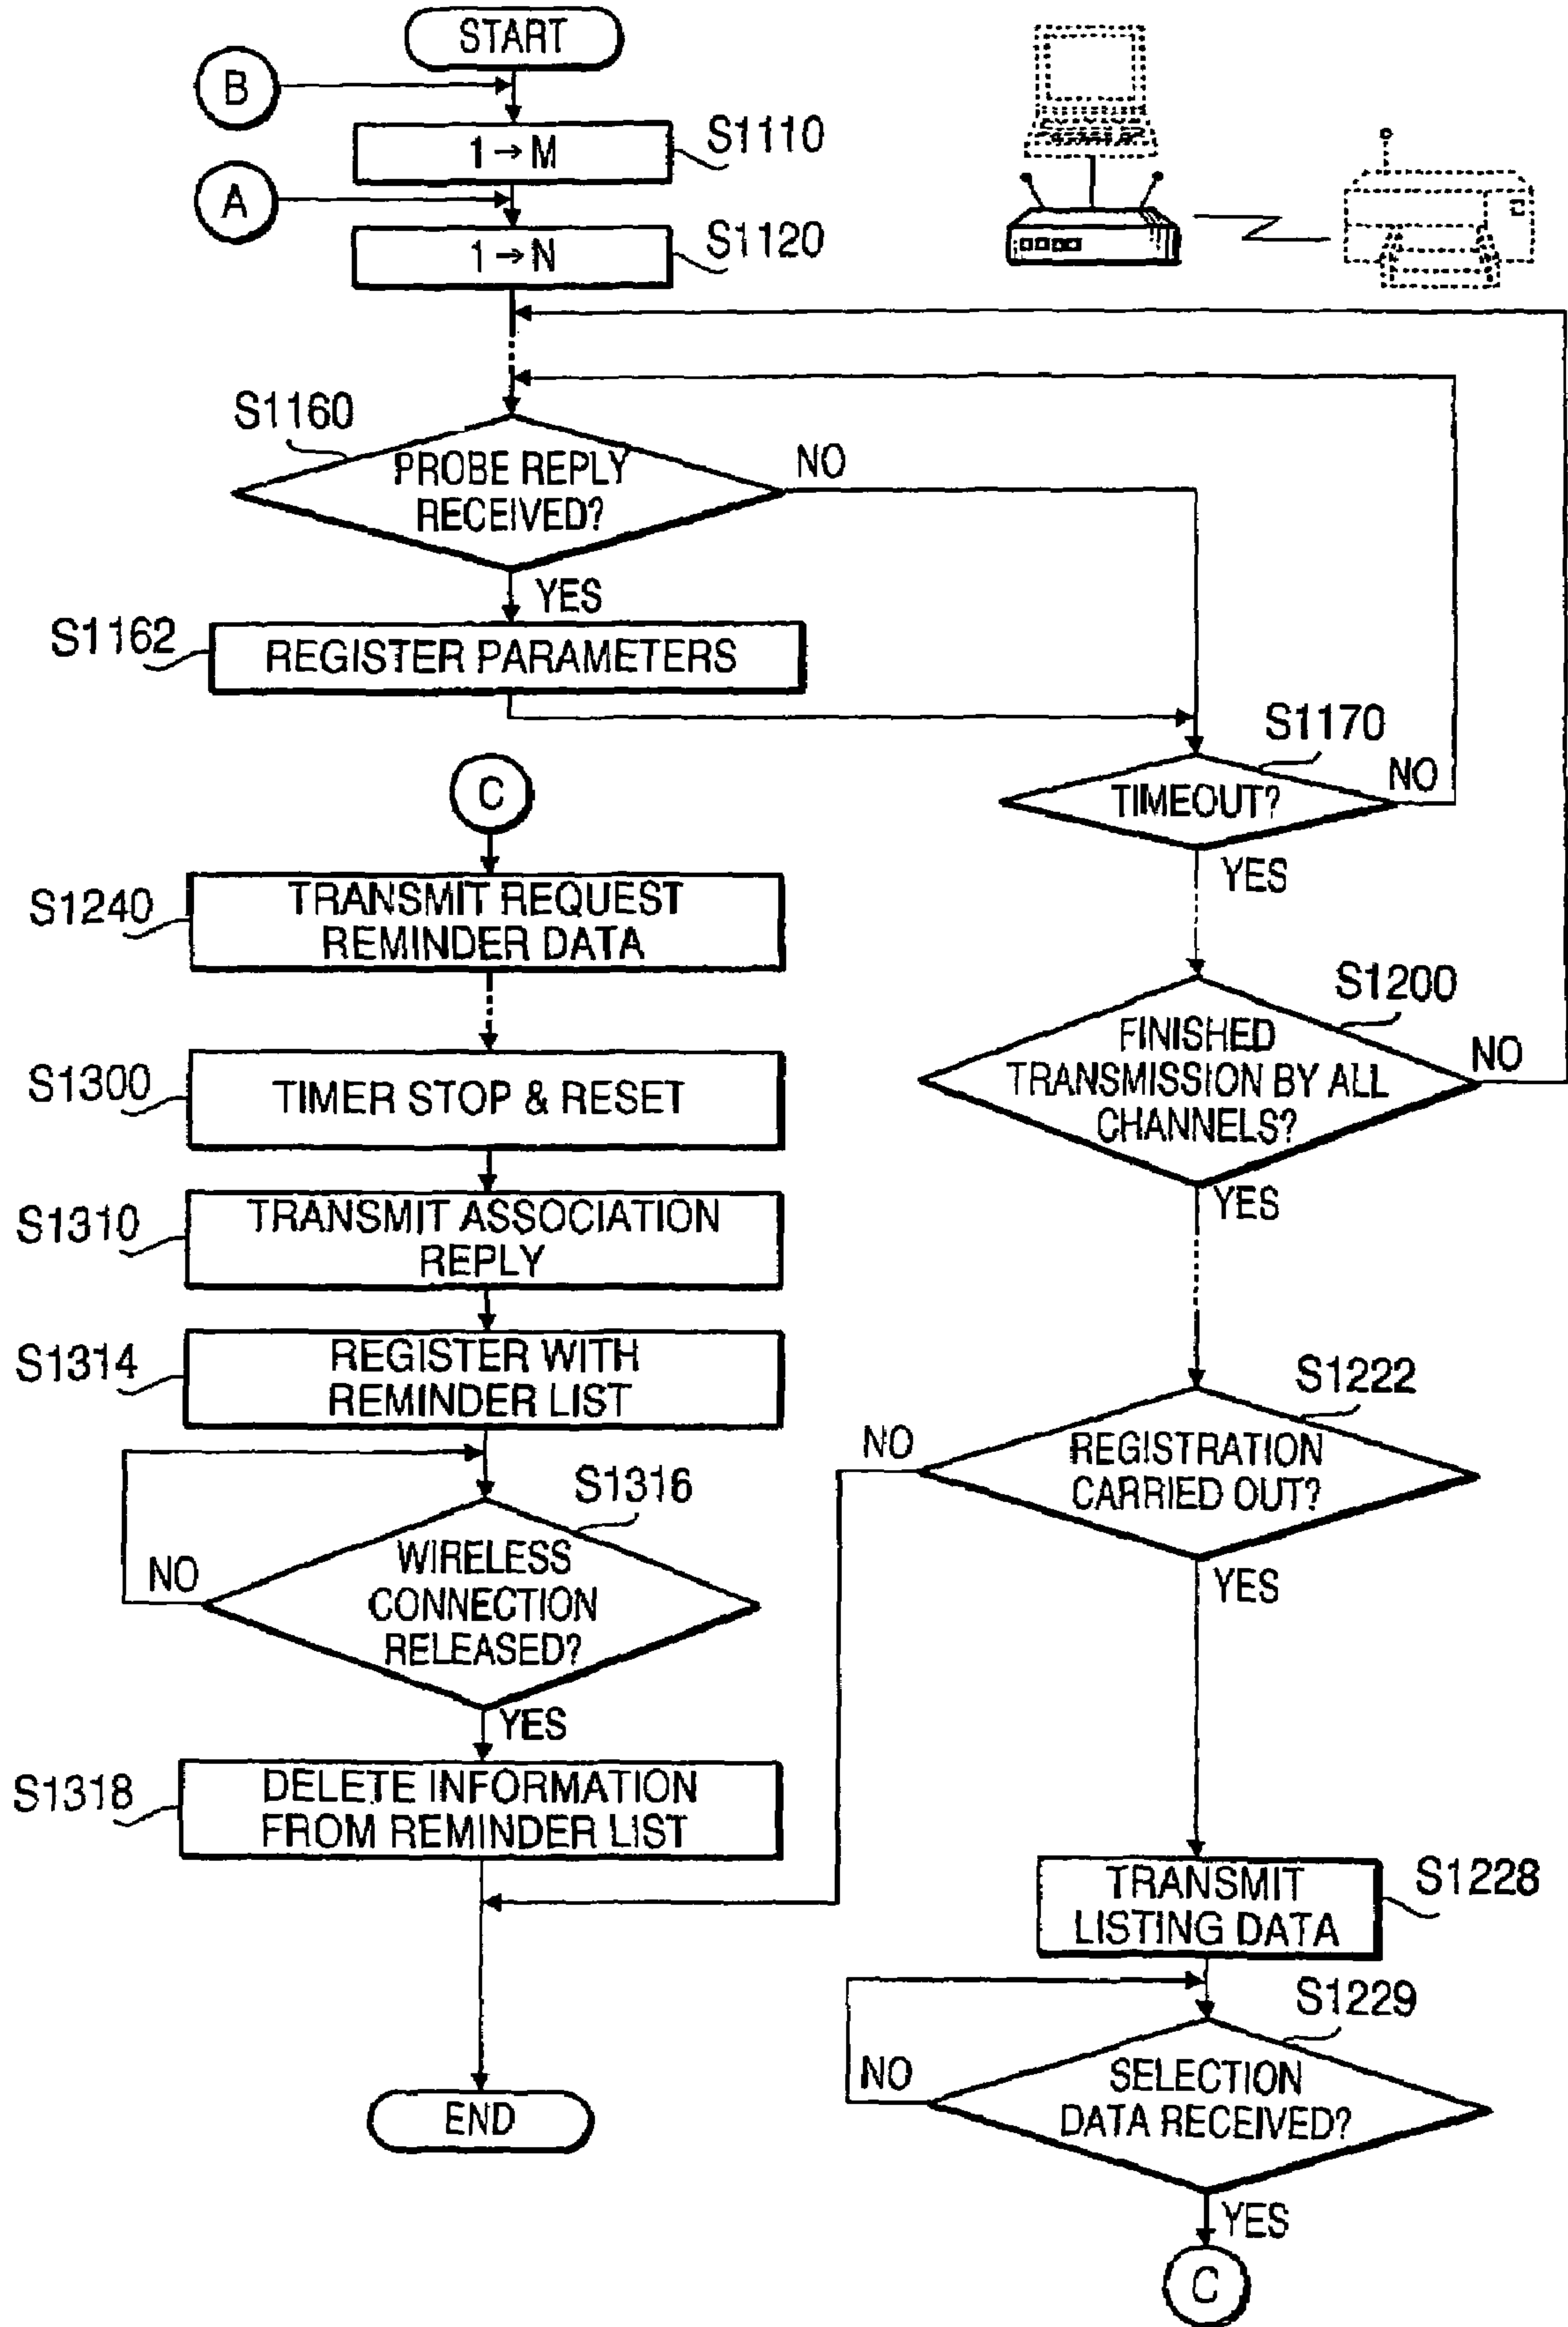 START
B
1→M
S1110
A
1→N
S1120
S1160
PROBE REPLY
RECEIVED?
NO
YES
S1162
REGISTER PARAMETERS
S1170
TIMEOUT?
NO
YES
C
S1240
TRANSMIT REQUEST
REMINDER DATA
S1200
FINISHED
TRANSMISSION BY ALL
CHANNELS?
NO
YES
S1300
TIMER STOP & RESET
S1310
TRANSMIT ASSOCIATION
REPLY
S1314
REGISTER WITH
REMINDER LIST
S1222
REGISTRATION
CARRIED OUT?
NO
YES
S1316
WIRELESS
CONNECTION
RELEASED?
NO
YES
S1318
DELETE INFORMATION
FROM REMINDER LIST
TRANSMIT
LISTING DATA
S1228
S1229
SELECTION
DATA RECEIVED?
NO
YES
END
C